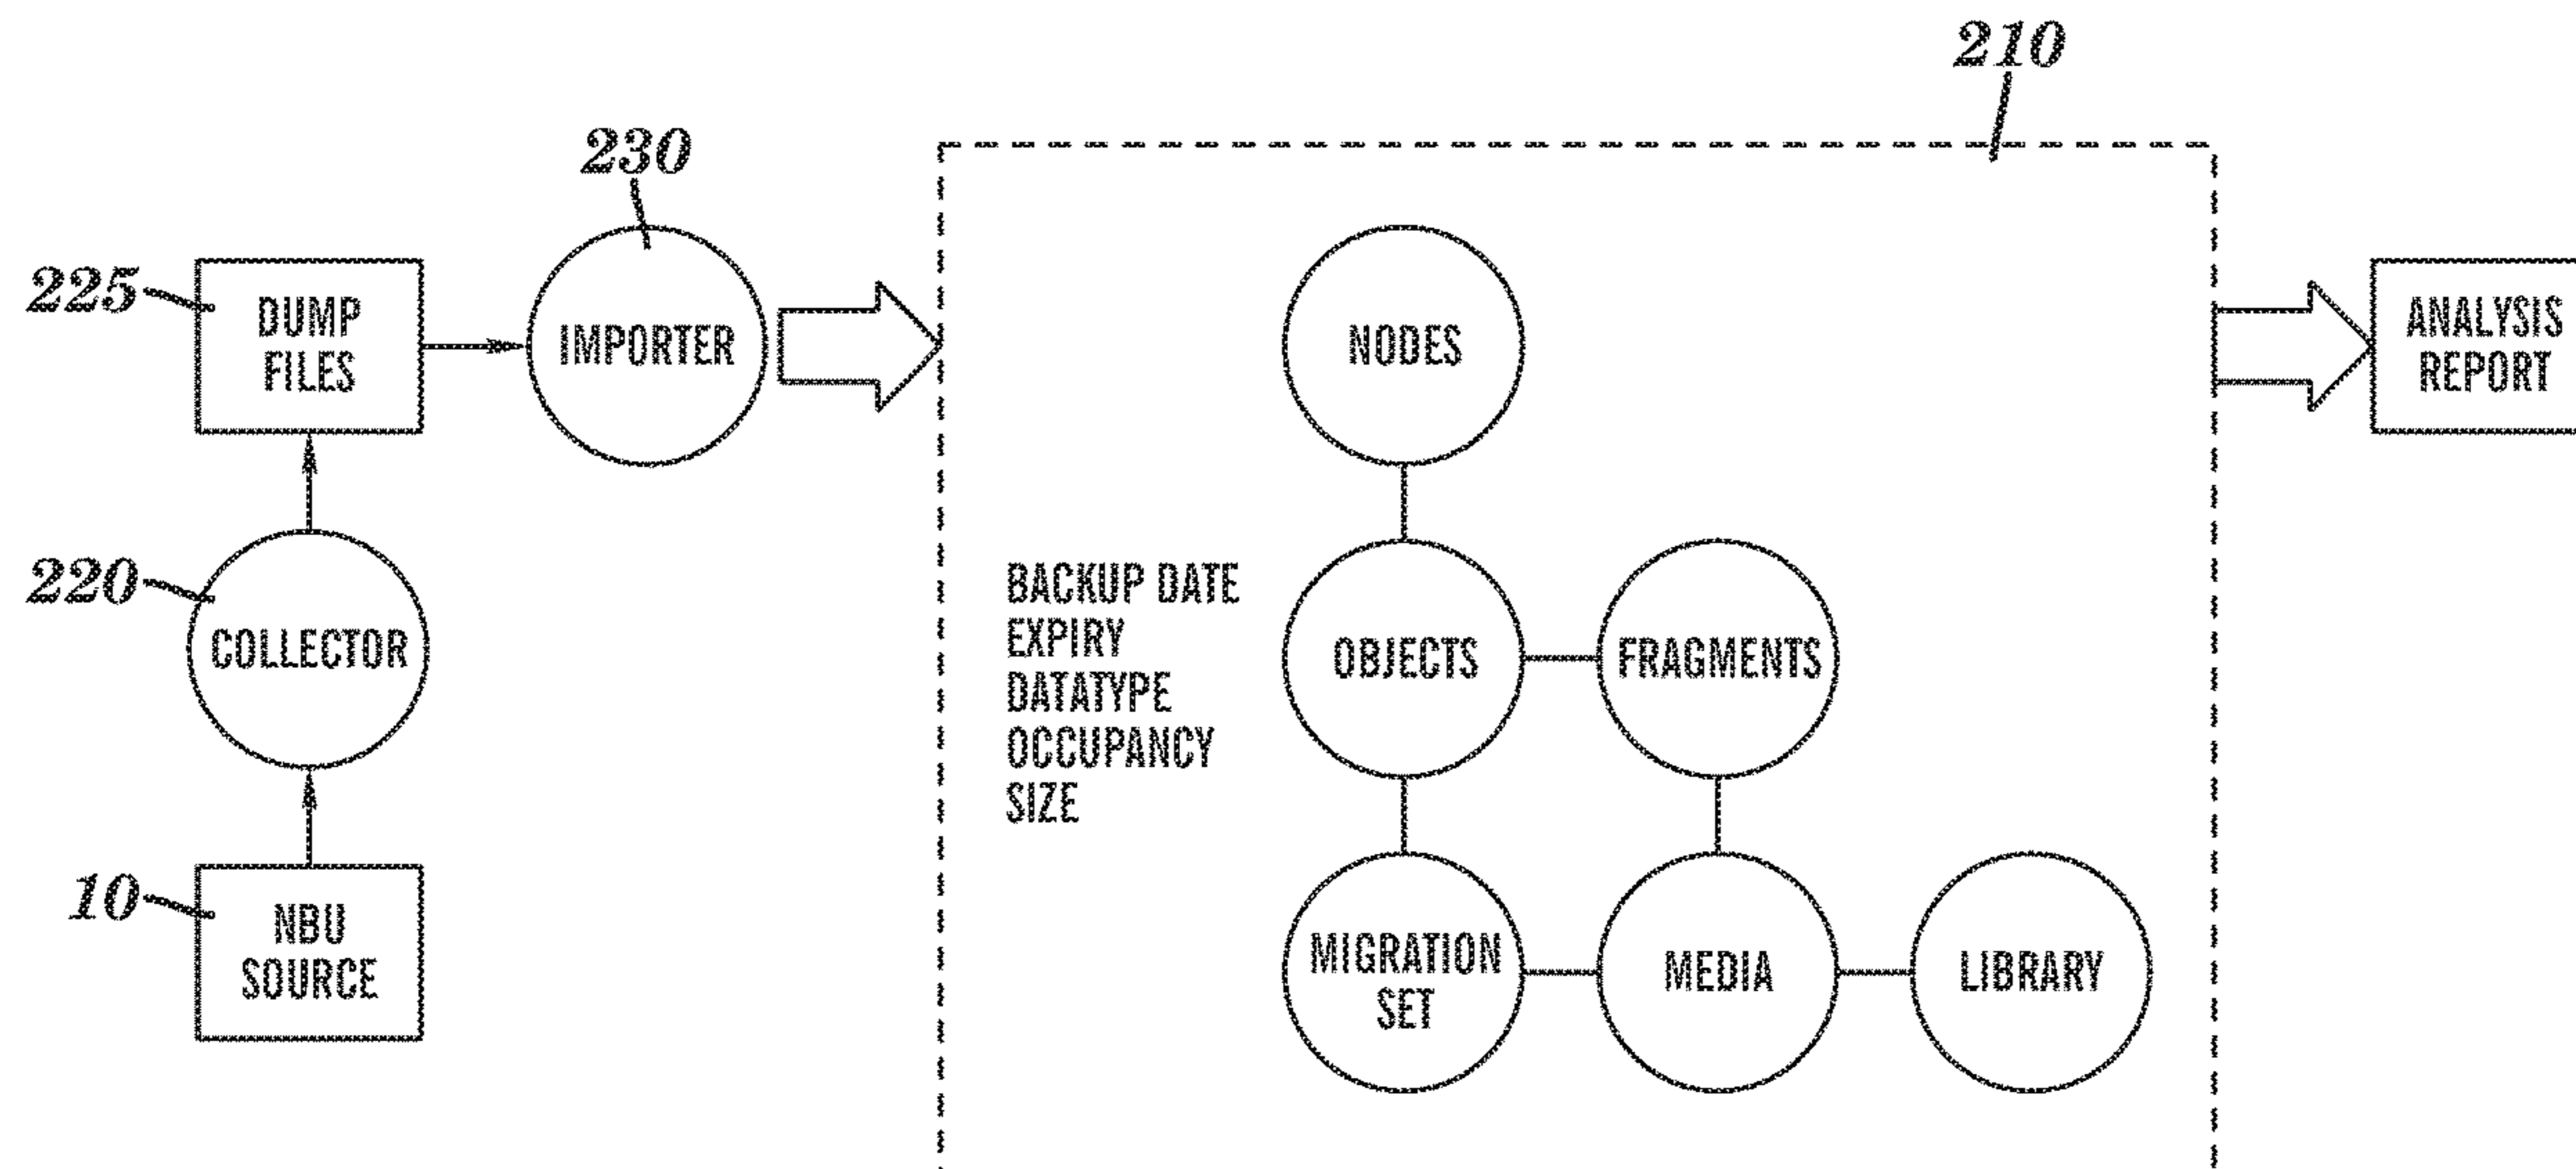 210
230
225
DUMP
FILES
IMPORTER
NODES
ANALYSIS
REPORT
220
COLLECTOR
BACKUP DATE
EXPIRY
DATATYPE
OCCUPANCY
SIZE
OBJECTS
FRAGMENTS
10
NBU
SOURCE
MIGRATION
SET
MEDIA
LIBRARY